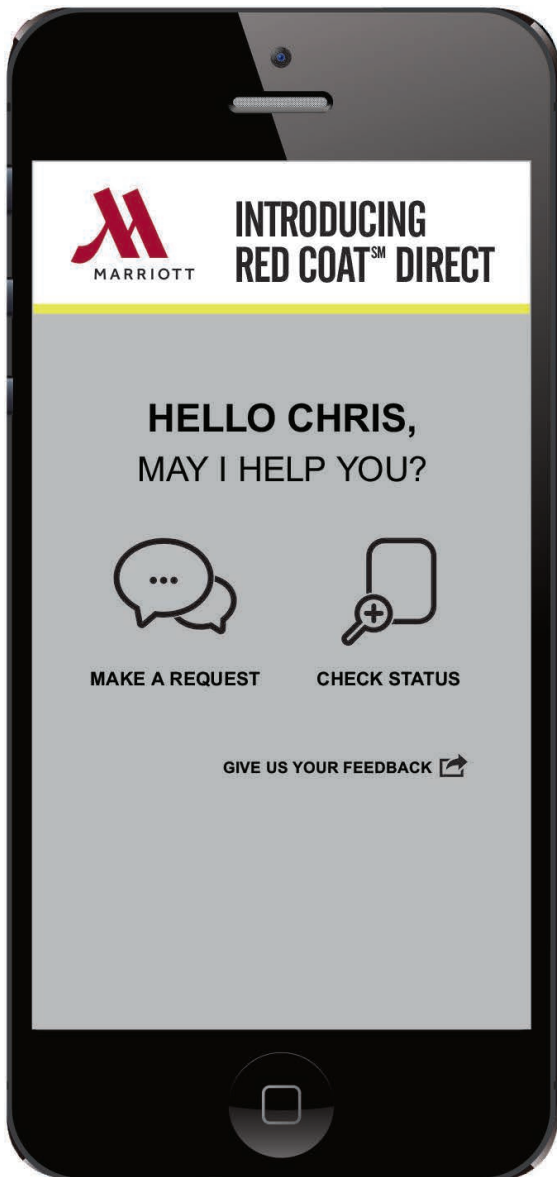 MARRIOTT
INTRODUCING
RED COAT℠ DIRECT
HELLO CHRIS,
MAY I HELP YOU?
MAKE A REQUEST
CHECK STATUS
GIVE US YOUR FEEDBACK